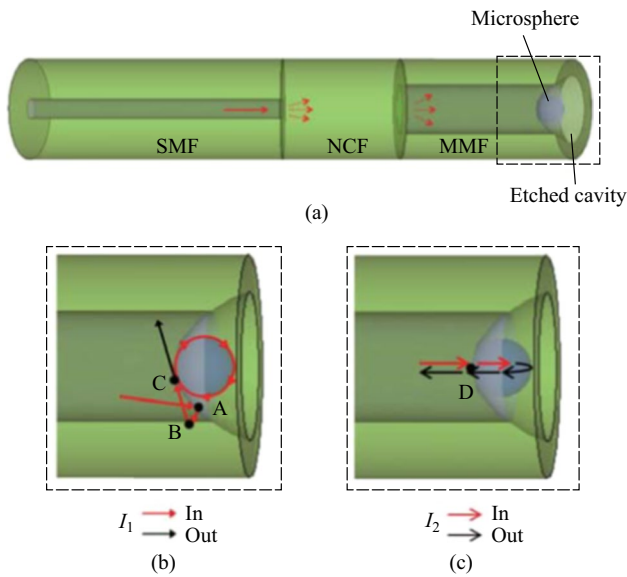 Microsphere
SMF
NCF
MMF
Etched cavity
(a)
C
A
B
D
I₁ In
Out
I₂ In
Out
(b)
(c)